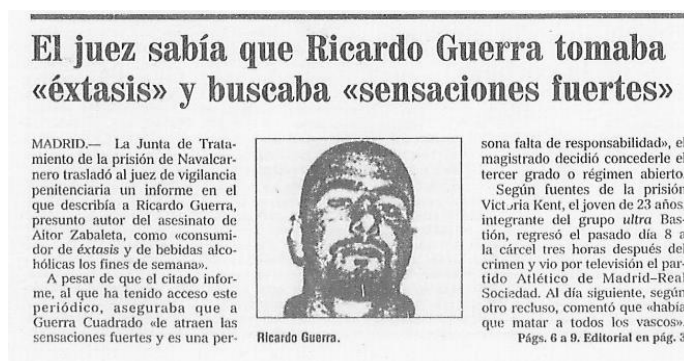 El juez sabía que Ricardo Guerra tomaba
«éxtasis» y buscaba «sensaciones fuertes»
MADRID.— La Junta de Trata-
miento de la prisión de Navalcar-
nero trasladó al juez de vigilancia
penitenciaria un informe en el
que describía a Ricardo Guerra,
presunto autor del asesinato de
Aitor Zabaleta, como «consumi-
dor de éxtasis y de bebidas alco-
hólicas los fines de semana».
A pesar de que el citado infor-
me, al que ha tenido acceso este
periódico, aseguraba que a
Guerra Cuadrado «le atraen las
sensaciones fuertes y es una per-
Ricardo Guerra.
sona falta de responsabilidad», el
magistrado decidió concederle el
tercer grado o régimen abierto.
Según fuentes de la prisión
Victoria Kent, el joven de 23 años,
integrante del grupo ultra Bas-
tión, regresó el pasado día 8 a
la cárcel tres horas después del
crimen y vio por televisión el par-
tido Atlético de Madrid-Real
Sociedad. Al día siguiente, según
otro recluso, comentó que «había
que matar a todos los vascos».
Págs. 6 a 9. Editorial en pág. 3